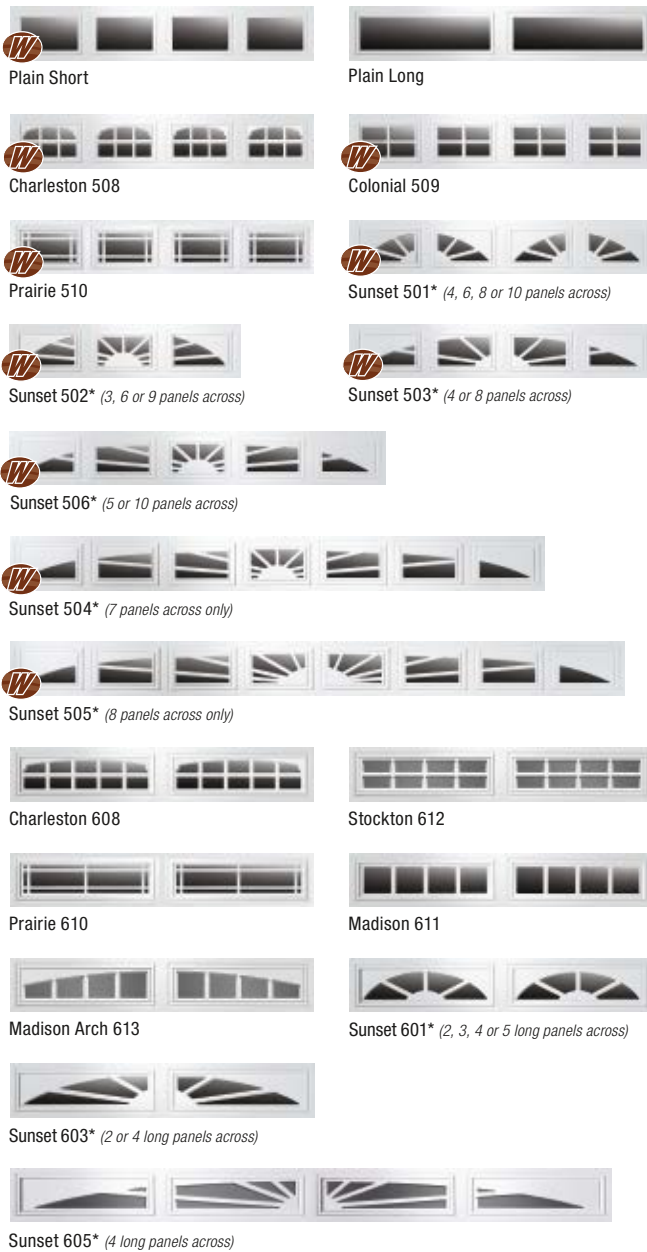 W
Plain Short
Plain Long
W
Charleston 508
W
Colonial 509
W
Prairie 510
W
Sunset 501* (4, 6, 8 or 10 panels across)
W
Sunset 502* (3, 6 or 9 panels across)
W
Sunset 503* (4 or 8 panels across)
W
Sunset 506* (5 or 10 panels across)
W
Sunset 504* (7 panels across only)
W
Sunset 505* (8 panels across only)
Charleston 608
Stockton 612
Prairie 610
Madison 611
Madison Arch 613
Sunset 601* (2, 3, 4 or 5 long panels across)
Sunset 603* (2 or 4 long panels across)
Sunset 605* (4 long panels across)